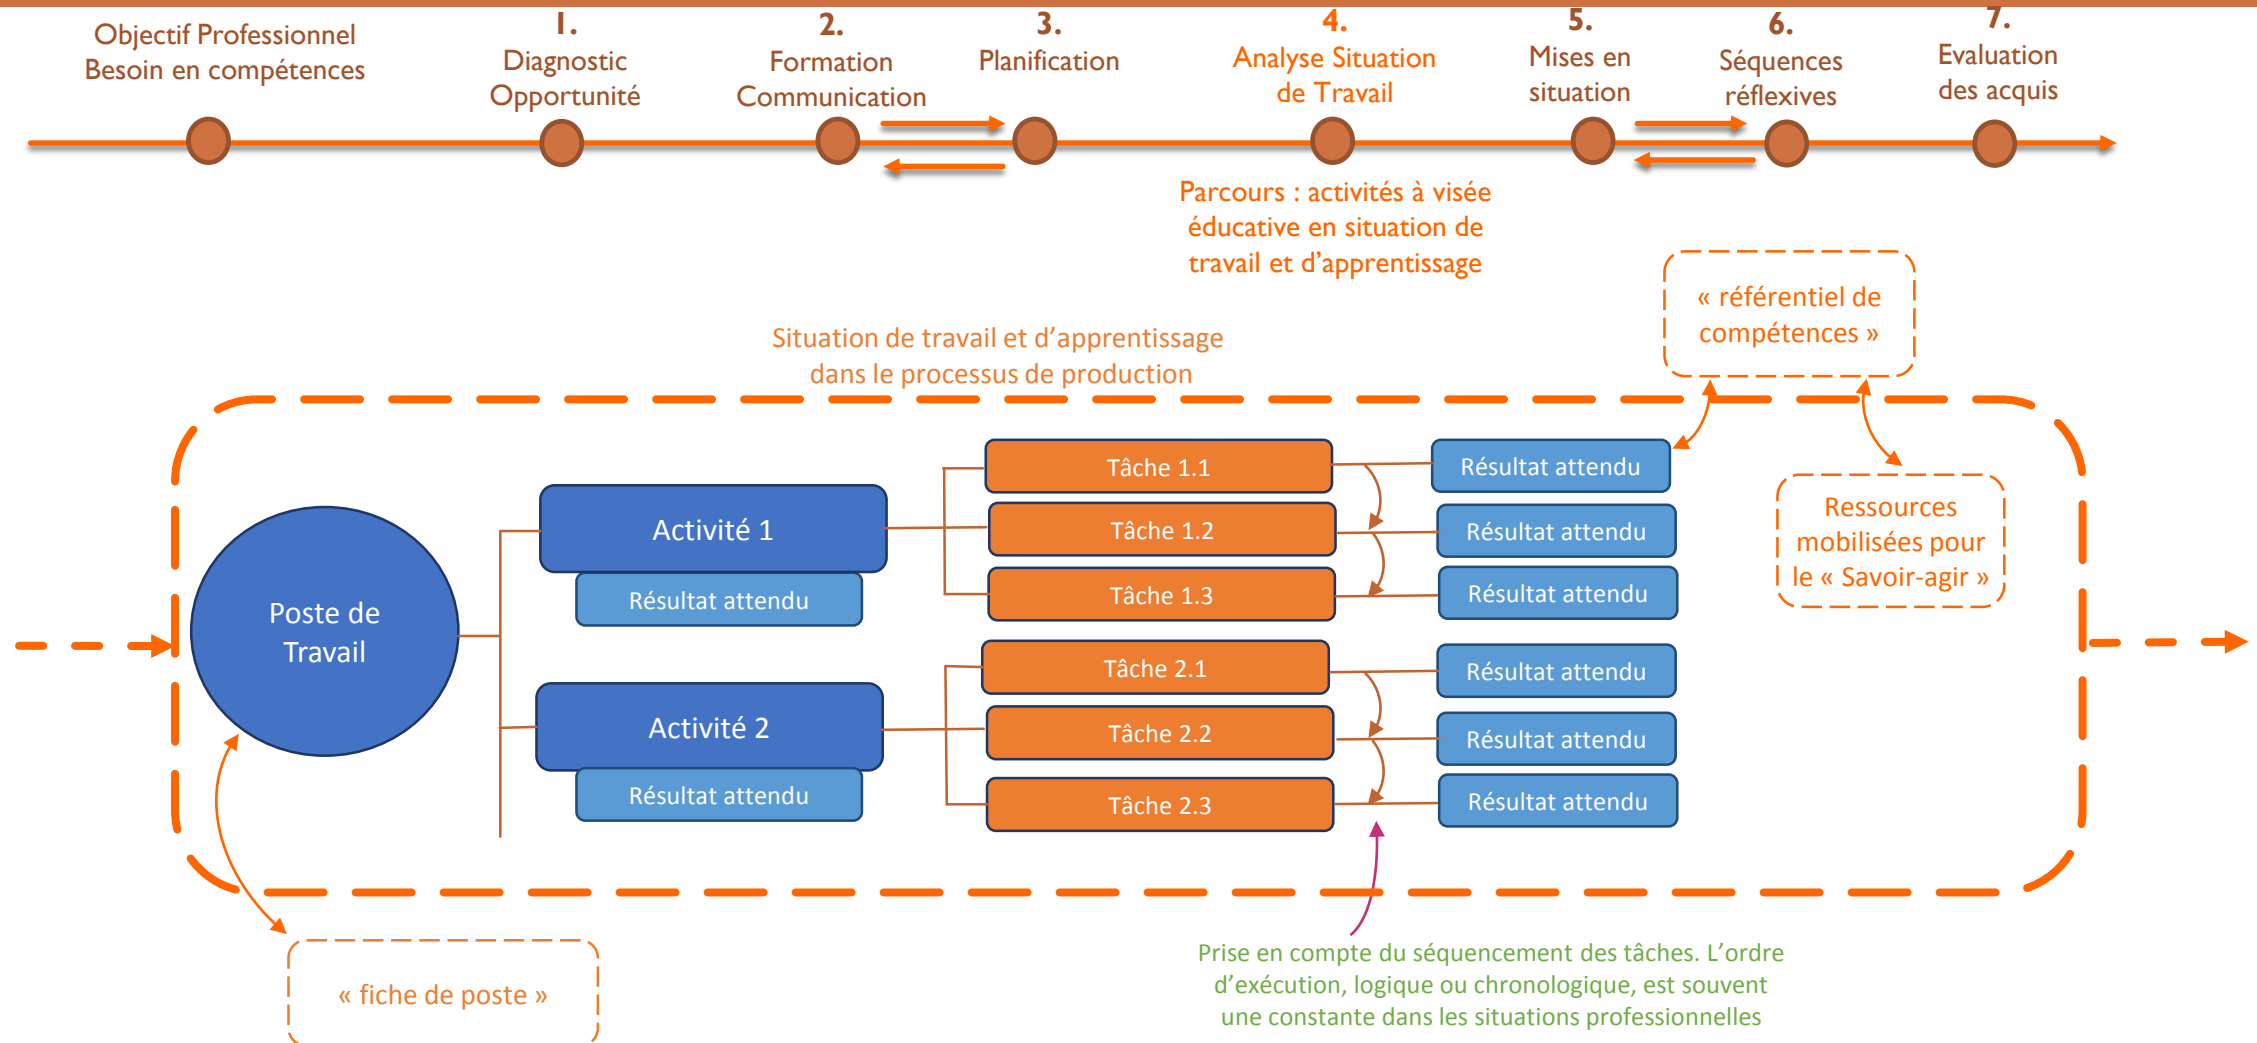 Objectif Professionnel
Besoin en compétences
1.
Diagnostic
Opportunité
2.
Formation
Communication
3.
Planification
4.
Analyse Situation
de Travail
5.
Mises en
situation
6.
Séquences
réflexives
7.
Evaluation
des acquis
Parcours : activités à visée
éducative en situation de
travail et d’apprentissage
« référentiel de
compétences »
Situation de travail et d’apprentissage
dans le processus de production
Poste de
Travail
Activité 1
Résultat attendu
Tâche 1.1
Résultat attendu
Tâche 1.2
Résultat attendu
Tâche 1.3
Résultat attendu
Ressources
mobilisées pour
le « Savoir-agir »
Activité 2
Résultat attendu
Tâche 2.1
Résultat attendu
Tâche 2.2
Résultat attendu
Tâche 2.3
Résultat attendu
« fiche de poste »
Prise en compte du séquencement des tâches. L’ordre
d’exécution, logique ou chronologique, est souvent
une constante dans les situations professionnelles